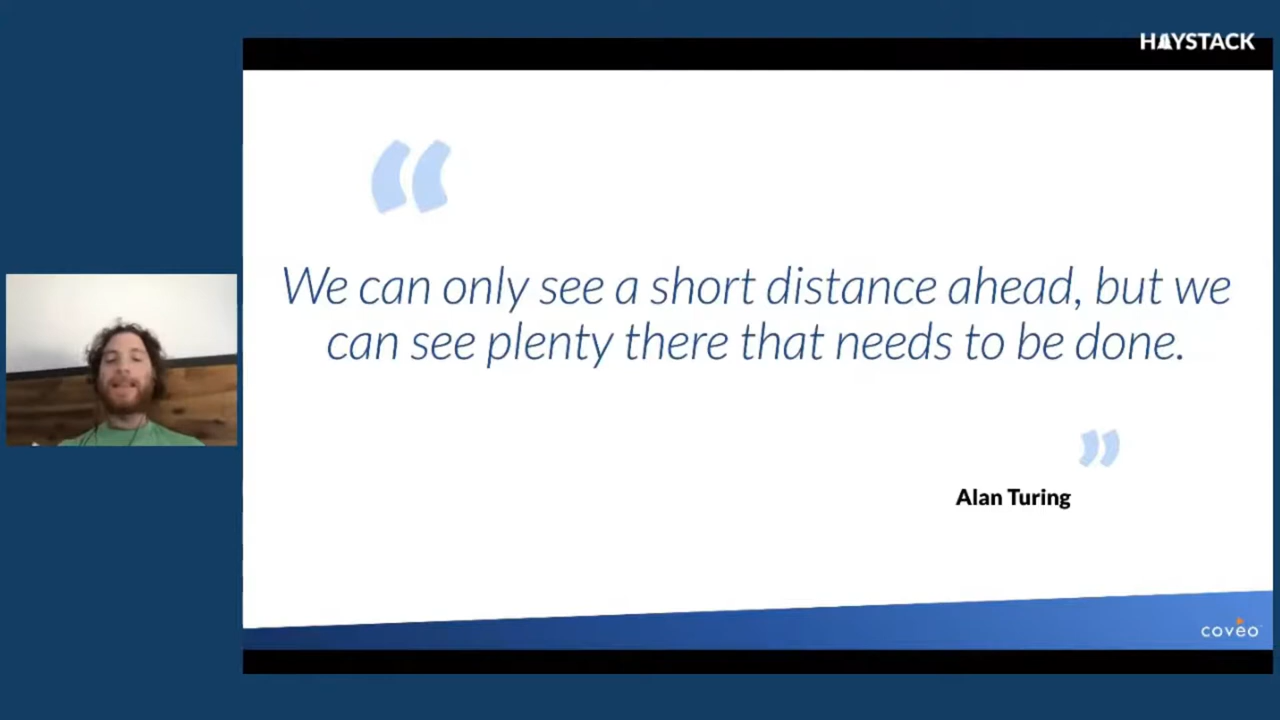 HAYSTACK
“
We can only see a short distance ahead, but we
can see plenty there that needs to be done.
”
Alan Turing
coveo